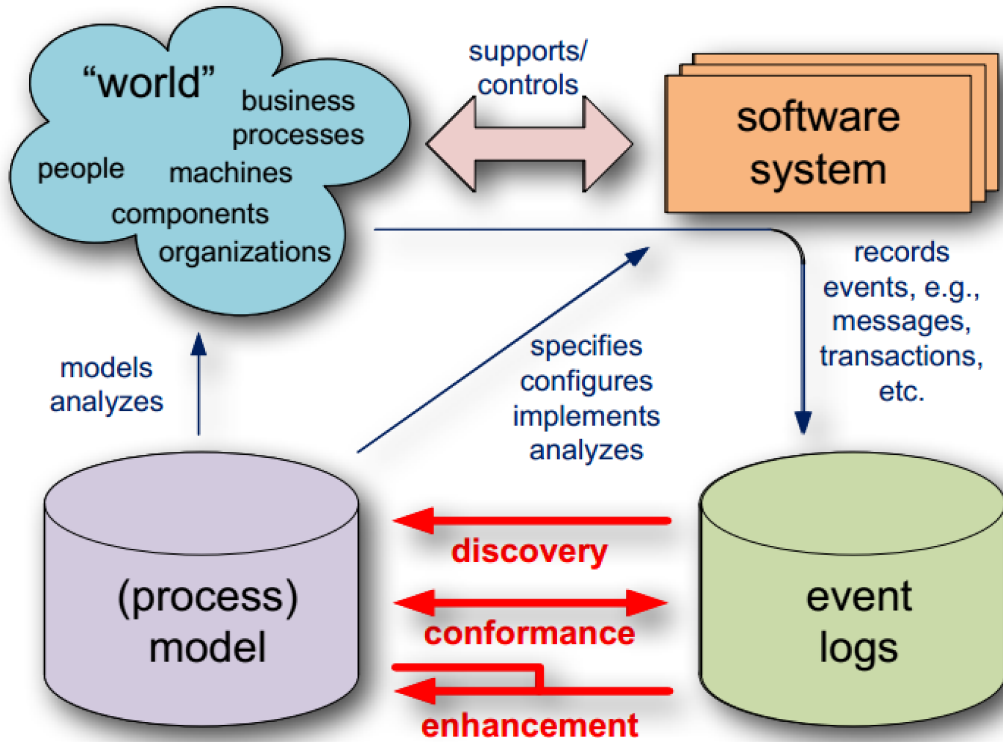 “world”
business
processes
people
machines
components
organizations
supports/
controls
software
system
records
events, e.g.,
messages,
transactions,
etc.
models
analyzes
specifies
configures
implements
analyzes
(process)
model
discovery
conformance
enhancement
event
logs